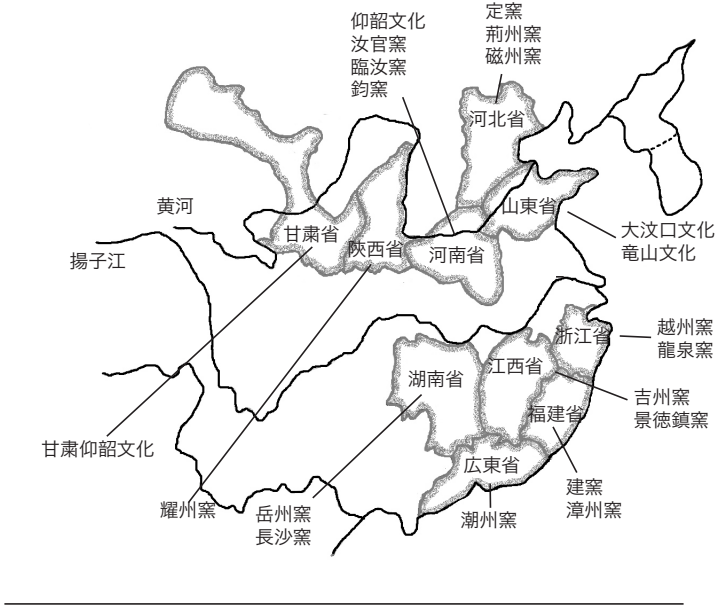 定窯
荊州窯
磁州窯
仰韶文化
汝官窯
臨汝窯
鈞窯
河北省
黄河
山東省
大汶口文化
竜山文化
甘粛省
陝西省
河南省
揚子江
浙江省
越州窯
龍泉窯
江西省
湖南省
吉州窯
景徳鎮窯
福建省
甘粛仰韶文化
広東省
建窯
漳州窯
耀州窯
岳州窯
長沙窯
潮州窯